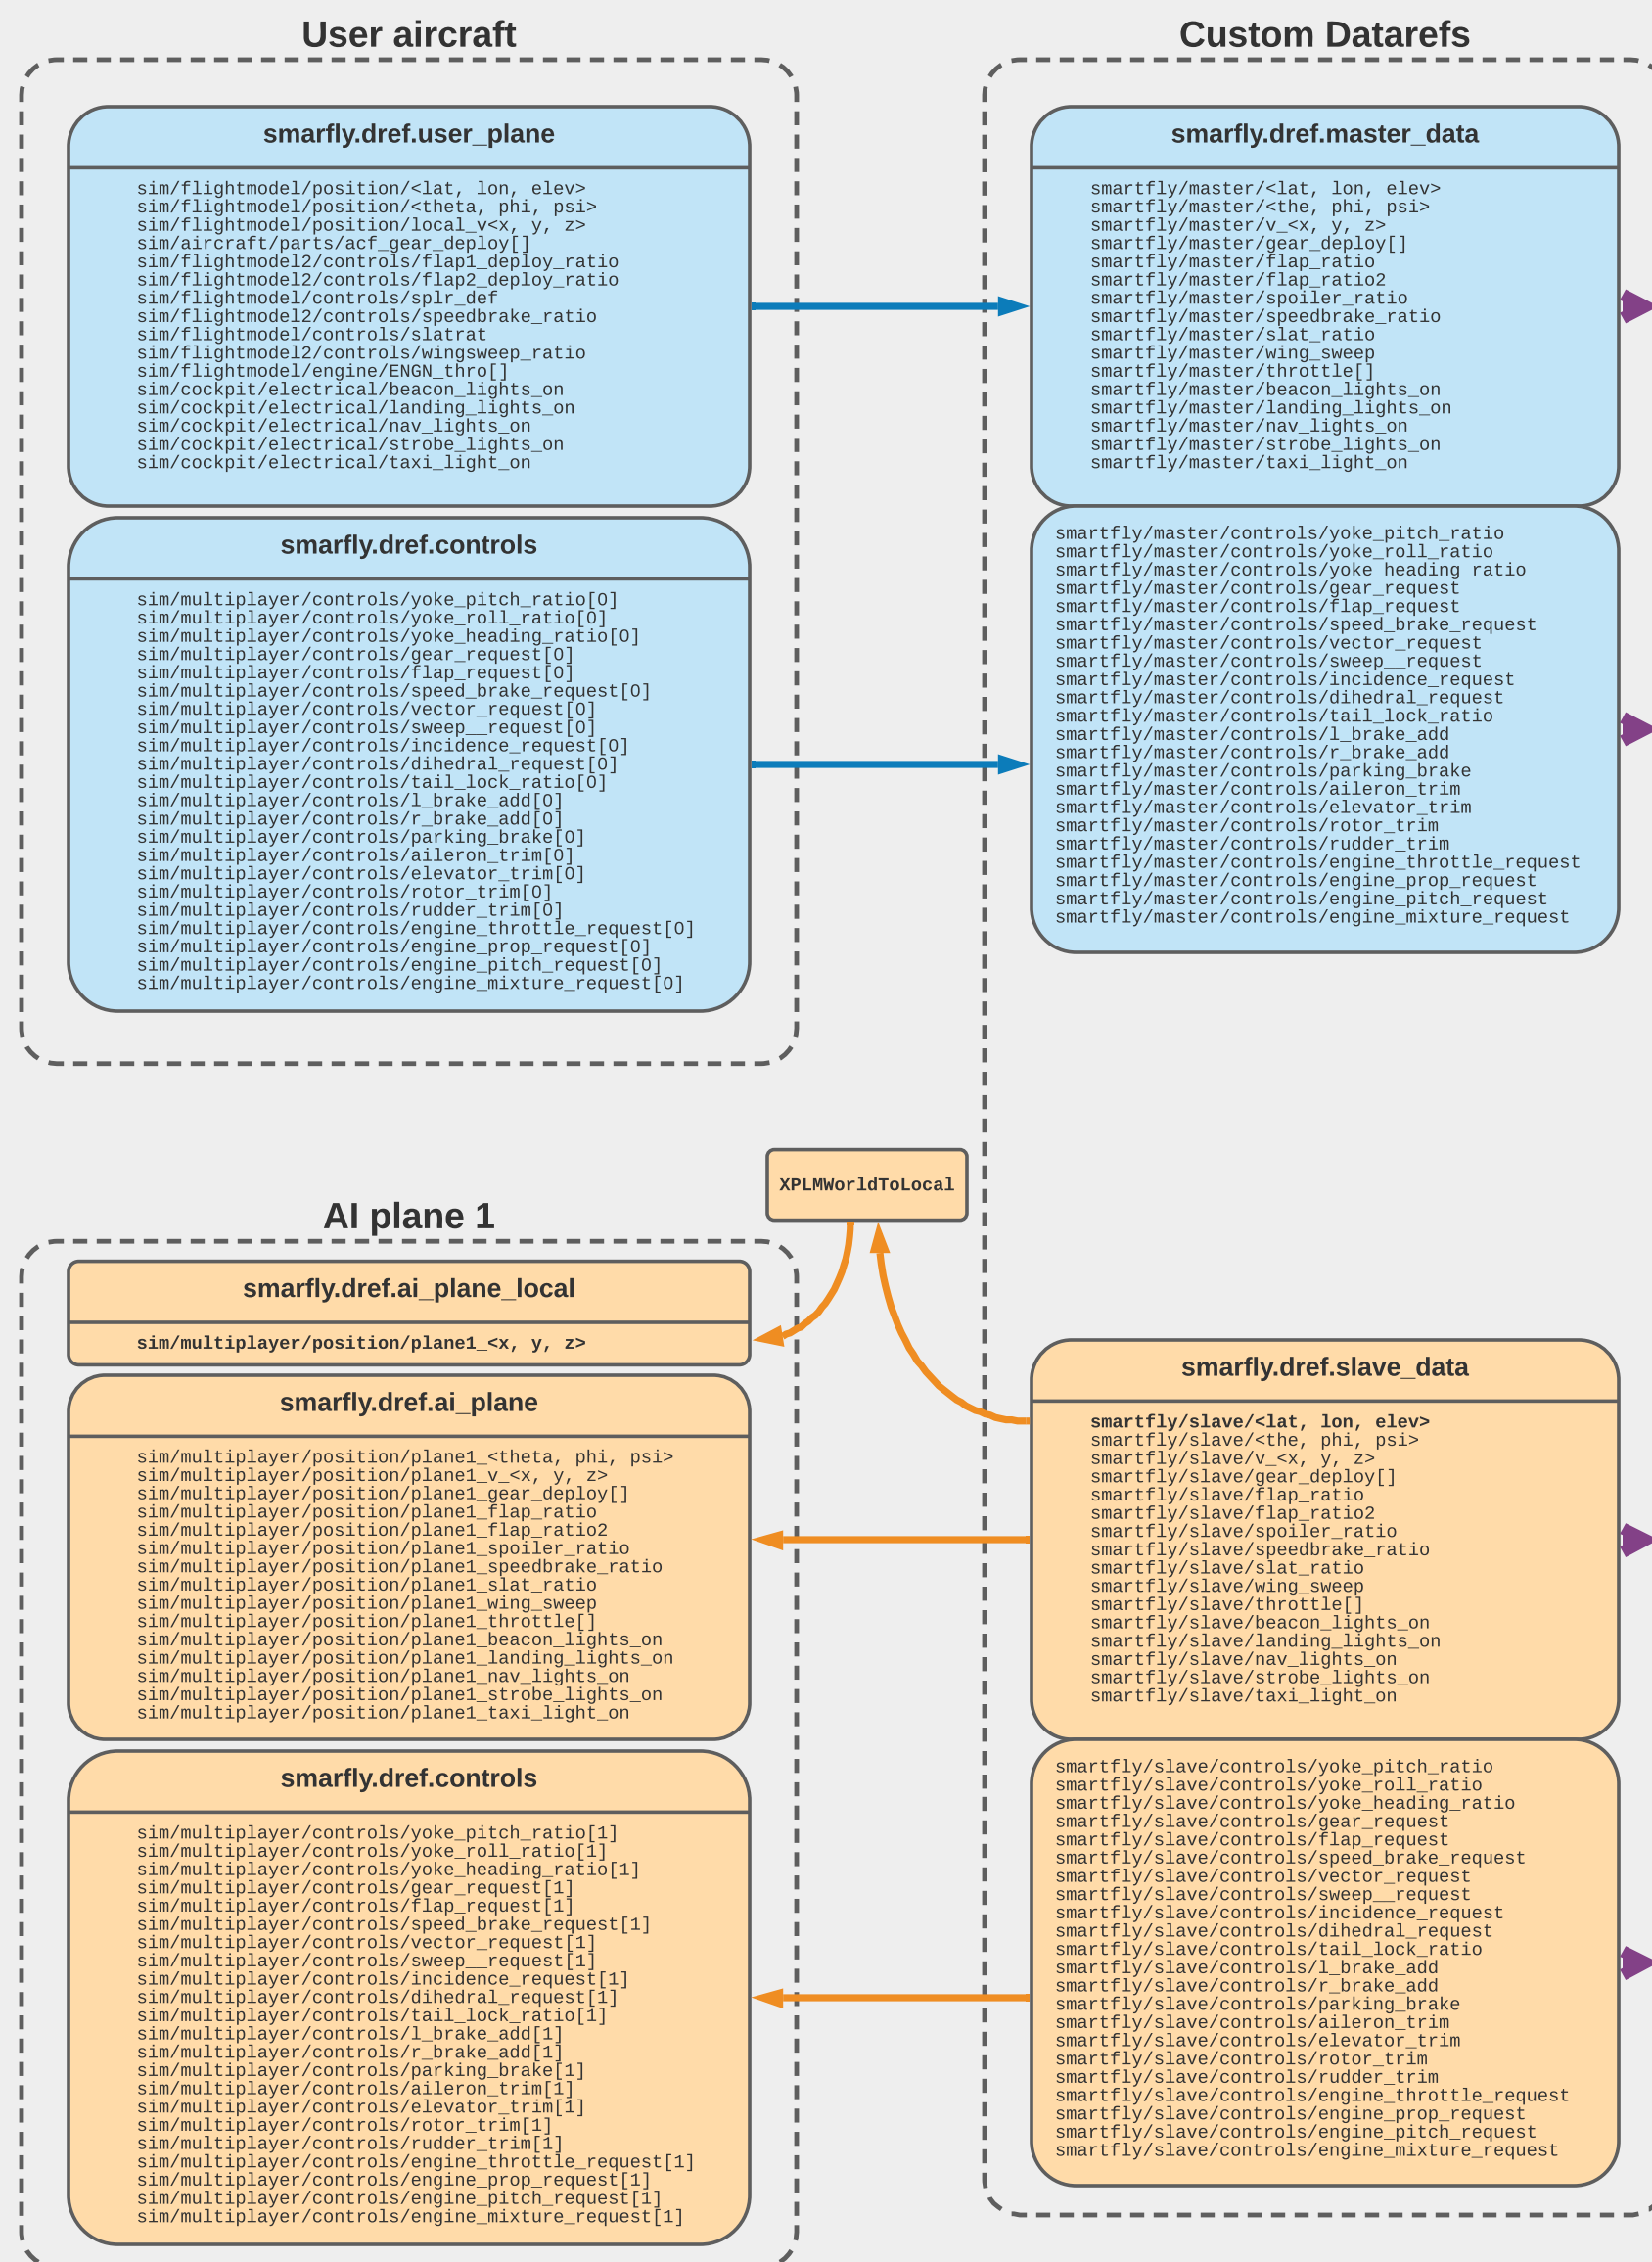 User aircraft
smarfly.dref.user_plane
sim/flightmodel/position/<lat, lon, elev>
sim/flightmodel/position/<theta, phi, psi>
sim/flightmodel/position/local_v<x, y, z>
sim/aircraft/parts/acf_gear_deploy[]
sim/flightmodel2/controls/flap1_deploy_ratio
sim/flightmodel2/controls/flap2_deploy_ratio
sim/flightmodel/controls/splr_def
sim/flightmodel2/controls/speedbrake_ratio
sim/flightmodel/controls/slatrat
sim/flightmodel2/controls/wingsweep_ratio
sim/flightmodel/engine/ENGN_thro[]
sim/cockpit/electrical/beacon_lights_on
sim/cockpit/electrical/landing_lights_on
sim/cockpit/electrical/nav_lights_on
sim/cockpit/electrical/strobe_lights_on
sim/cockpit/electrical/taxi_light_on
smarfly.dref.controls
sim/multiplayer/controls/yoke_pitch_ratio[0]
sim/multiplayer/controls/yoke_roll_ratio[0]
sim/multiplayer/controls/yoke_heading_ratio[0]
sim/multiplayer/controls/gear_request[0]
sim/multiplayer/controls/flap_request[0]
sim/multiplayer/controls/speed_brake_request[0]
sim/multiplayer/controls/vector_request[0]
sim/multiplayer/controls/sweep__request[0]
sim/multiplayer/controls/incidence_request[0]
sim/multiplayer/controls/dihedral_request[0]
sim/multiplayer/controls/tail_lock_ratio[0]
sim/multiplayer/controls/l_brake_add[0]
sim/multiplayer/controls/r_brake_add[0]
sim/multiplayer/controls/parking_brake[0]
sim/multiplayer/controls/aileron_trim[0]
sim/multiplayer/controls/elevator_trim[0]
sim/multiplayer/controls/rotor_trim[0]
sim/multiplayer/controls/rudder_trim[0]
sim/multiplayer/controls/engine_throttle_request[0]
sim/multiplayer/controls/engine_prop_request[0]
sim/multiplayer/controls/engine_pitch_request[0]
sim/multiplayer/controls/engine_mixture_request[0]
Custom Datarefs
smarfly.dref.master_data
smartfly/master/<lat, lon, elev>
smartfly/master/<the, phi, psi>
smartfly/master/v_<x, y, z>
smartfly/master/gear_deploy[]
smartfly/master/flap_ratio
smartfly/master/flap_ratio2
smartfly/master/spoiler_ratio
smartfly/master/speedbrake_ratio
smartfly/master/slat_ratio
smartfly/master/wing_sweep
smartfly/master/throttle[]
smartfly/master/beacon_lights_on
smartfly/master/landing_lights_on
smartfly/master/nav_lights_on
smartfly/master/strobe_lights_on
smartfly/master/taxi_light_on
smartfly/master/controls/yoke_pitch_ratio
smartfly/master/controls/yoke_roll_ratio
smartfly/master/controls/yoke_heading_ratio
smartfly/master/controls/gear_request
smartfly/master/controls/flap_request
smartfly/master/controls/speed_brake_request
smartfly/master/controls/vector_request
smartfly/master/controls/sweep__request
smartfly/master/controls/incidence_request
smartfly/master/controls/dihedral_request
smartfly/master/controls/tail_lock_ratio
smartfly/master/controls/l_brake_add
smartfly/master/controls/r_brake_add
smartfly/master/controls/parking_brake
smartfly/master/controls/aileron_trim
smartfly/master/controls/elevator_trim
smartfly/master/controls/rotor_trim
smartfly/master/controls/rudder_trim
smartfly/master/controls/engine_throttle_request
smartfly/master/controls/engine_prop_request
smartfly/master/controls/engine_pitch_request
smartfly/master/controls/engine_mixture_request
XPLMWorldToLocal
AI plane 1
smarfly.dref.ai_plane_local
sim/multiplayer/position/plane1_<x, y, z>
smarfly.dref.ai_plane
sim/multiplayer/position/plane1_<theta, phi, psi>
sim/multiplayer/position/plane1_v_<x, y, z>
sim/multiplayer/position/plane1_gear_deploy[]
sim/multiplayer/position/plane1_flap_ratio
sim/multiplayer/position/plane1_flap_ratio2
sim/multiplayer/position/plane1_spoiler_ratio
sim/multiplayer/position/plane1_speedbrake_ratio
sim/multiplayer/position/plane1_slat_ratio
sim/multiplayer/position/plane1_wing_sweep
sim/multiplayer/position/plane1_throttle[]
sim/multiplayer/position/plane1_beacon_lights_on
sim/multiplayer/position/plane1_landing_lights_on
sim/multiplayer/position/plane1_nav_lights_on
sim/multiplayer/position/plane1_strobe_lights_on
sim/multiplayer/position/plane1_taxi_light_on
smarfly.dref.controls
sim/multiplayer/controls/yoke_pitch_ratio[1]
sim/multiplayer/controls/yoke_roll_ratio[1]
sim/multiplayer/controls/yoke_heading_ratio[1]
sim/multiplayer/controls/gear_request[1]
sim/multiplayer/controls/flap_request[1]
sim/multiplayer/controls/speed_brake_request[1]
sim/multiplayer/controls/vector_request[1]
sim/multiplayer/controls/sweep__request[1]
sim/multiplayer/controls/incidence_request[1]
sim/multiplayer/controls/dihedral_request[1]
sim/multiplayer/controls/tail_lock_ratio[1]
sim/multiplayer/controls/l_brake_add[1]
sim/multiplayer/controls/r_brake_add[1]
sim/multiplayer/controls/parking_brake[1]
sim/multiplayer/controls/aileron_trim[1]
sim/multiplayer/controls/elevator_trim[1]
sim/multiplayer/controls/rotor_trim[1]
sim/multiplayer/controls/rudder_trim[1]
sim/multiplayer/controls/engine_throttle_request[1]
sim/multiplayer/controls/engine_prop_request[1]
sim/multiplayer/controls/engine_pitch_request[1]
sim/multiplayer/controls/engine_mixture_request[1]
smarfly.dref.slave_data
smartfly/slave/<lat, lon, elev>
smartfly/slave/<the, phi, psi>
smartfly/slave/v_<x, y, z>
smartfly/slave/gear_deploy[]
smartfly/slave/flap_ratio
smartfly/slave/flap_ratio2
smartfly/slave/spoiler_ratio
smartfly/slave/speedbrake_ratio
smartfly/slave/slat_ratio
smartfly/slave/wing_sweep
smartfly/slave/throttle[]
smartfly/slave/beacon_lights_on
smartfly/slave/landing_lights_on
smartfly/slave/nav_lights_on
smartfly/slave/strobe_lights_on
smartfly/slave/taxi_light_on
smartfly/slave/controls/yoke_pitch_ratio
smartfly/slave/controls/yoke_roll_ratio
smartfly/slave/controls/yoke_heading_ratio
smartfly/slave/controls/gear_request
smartfly/slave/controls/flap_request
smartfly/slave/controls/speed_brake_request
smartfly/slave/controls/vector_request
smartfly/slave/controls/sweep__request
smartfly/slave/controls/incidence_request
smartfly/slave/controls/dihedral_request
smartfly/slave/controls/tail_lock_ratio
smartfly/slave/controls/l_brake_add
smartfly/slave/controls/r_brake_add
smartfly/slave/controls/parking_brake
smartfly/slave/controls/aileron_trim
smartfly/slave/controls/elevator_trim
smartfly/slave/controls/rotor_trim
smartfly/slave/controls/rudder_trim
smartfly/slave/controls/engine_throttle_request
smartfly/slave/controls/engine_prop_request
smartfly/slave/controls/engine_pitch_request
smartfly/slave/controls/engine_mixture_request